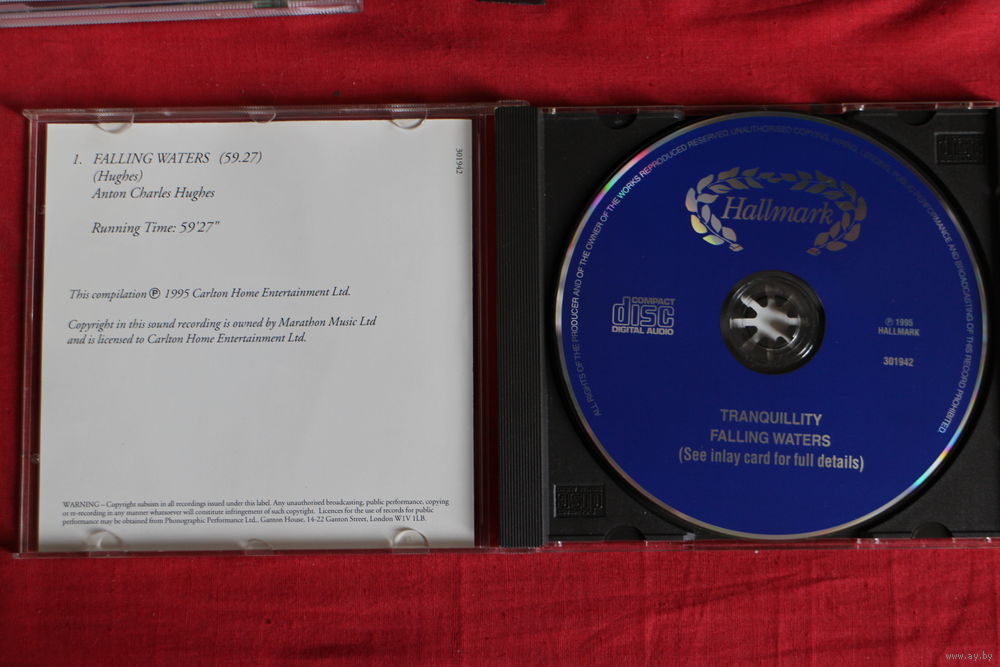 1. FALLING WATERS (59.27)
(Hughes)
Anton Charles Hughes
Running Time: 59'27"
This compilation ℗ 1995 Carlton Home Entertainment Ltd.
Copyright in this sound recording is owned by Marathon Music Ltd
and is licensed to Carlton Home Entertainment Ltd.
WARNING – Copyright subsists in all recordings issued under this label. Any unauthorised broadcasting, public performance, copying
or re-recording in any manner whatsoever will constitute infringement of such copyright. Licences for the use of records for public
performance may be obtained from Phonographic Performance Ltd., Ganton House, 14-22 Ganton Street, London W1V 1LB.
301942
ALL RIGHTS OF THE PRODUCER AND OF THE OWNER OF THE WORKS REPRODUCED RESERVED. UNAUTHORISED COPYING, HIRING, LENDING, PUBLIC PERFORMANCE AND BROADCASTING OF THIS RECORD PROHIBITED.
Hallmark
COMPACT
disc
DIGITAL AUDIO
℗ 1995
HALLMARK
301942
TRANQUILLITY
FALLING WATERS
(See inlay card for full details)
www.ay.by